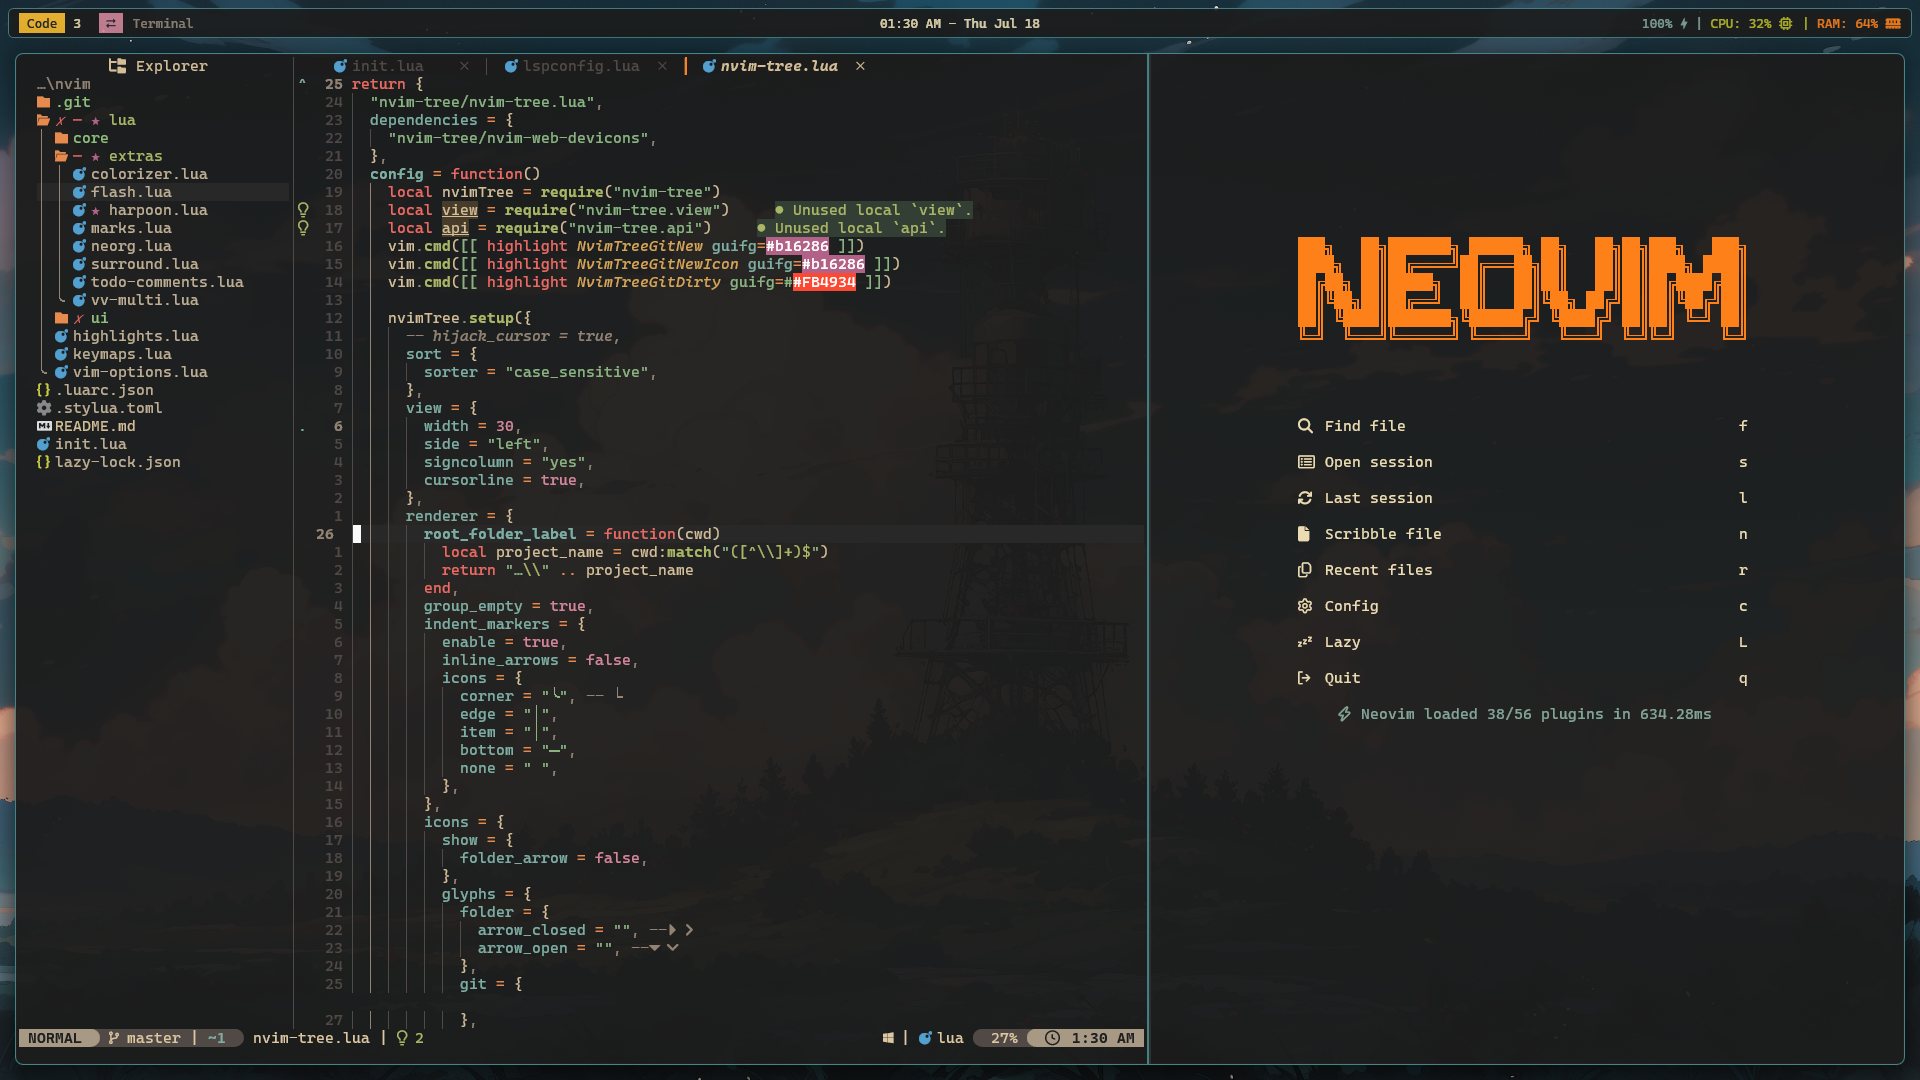 Code 3 ⇄ Terminal
01:30 AM – Thu Jul 18
100% | CPU: 32% | RAM: 64%
Explorer
…\nvim
.git
✗ – ★ lua
core
– ★ extras
colorizer.lua
flash.lua
★ harpoon.lua
marks.lua
neorg.lua
surround.lua
todo-comments.lua
vv-multi.lua
✗ ui
highlights.lua
keymaps.lua
vim-options.lua
{} .luarc.json
.stylua.toml
README.md
init.lua
{} lazy-lock.json
init.lua × | lspconfig.lua × | nvim-tree.lua ×
^ 25 return {
24 "nvim-tree/nvim-tree.lua",
23 dependencies = {
22 "nvim-tree/nvim-web-devicons",
21 },
20 config = function()
19 local nvimTree = require("nvim-tree")
18 local view = require("nvim-tree.view") ● Unused local `view`.
17 local api = require("nvim-tree.api") ● Unused local `api`.
16 vim.cmd([[ highlight NvimTreeGitNew guifg=#b16286 ]])
15 vim.cmd([[ highlight NvimTreeGitNewIcon guifg=#b16286 ]])
14 vim.cmd([[ highlight NvimTreeGitDirty guifg=##FB4934 ]])
13
12 nvimTree.setup({
11 -- hijack_cursor = true,
10 sort = {
9 sorter = "case_sensitive",
8 },
7 view = {
. 6 width = 30,
5 side = "left",
4 signcolumn = "yes",
3 cursorline = true,
2 },
1 renderer = {
26 root_folder_label = function(cwd)
1 local project_name = cwd:match("([^\\]+)$")
2 return "…\\" .. project_name
3 end,
4 group_empty = true,
5 indent_markers = {
6 enable = true,
7 inline_arrows = false,
8 icons = {
9 corner = "╰", -- └
10 edge = "│",
11 item = "│",
12 bottom = "─",
13 none = " ",
14 },
15 },
16 icons = {
17 show = {
18 folder_arrow = false,
19 },
20 glyphs = {
21 folder = {
22 arrow_closed = "", --
23 arrow_open = "", --
24 },
25 git = {
27 },
NORMAL master | ~1 nvim-tree.lua | 2
| lua 27% 1:30 AM
NEOVIM
Find file f
Open session s
Last session l
Scribble file n
Recent files r
Config c
Lazy L
Quit q
Neovim loaded 38/56 plugins in 634.28ms